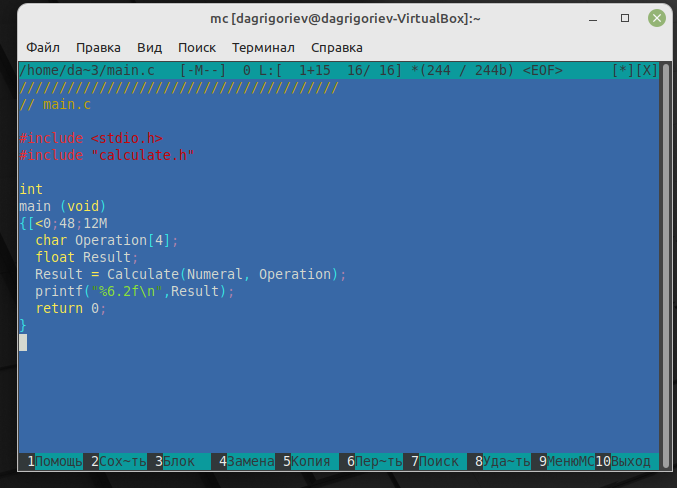 mc [dagrigoriev@dagrigoriev-VirtualBox]:~
Файл Правка Вид Поиск Терминал Справка
/home/da~3/main.c [-M--] 0 L:[ 1+15 16/ 16] *(244 / 244b) <EOF> [*][X]
////////////////////////////////////////
// main.c
#include <stdio.h>
#include "calculate.h"
int
main (void)
{[<0;48;12M
char Operation[4];
float Result;
Result = Calculate(Numeral, Operation);
printf("%6.2f\n",Result);
return 0;
}
1Помощь 2Сох~ть 3Блок 4Замена 5Копия 6Пер~ть 7Поиск 8Уда~ть 9МенюМС 10Выход